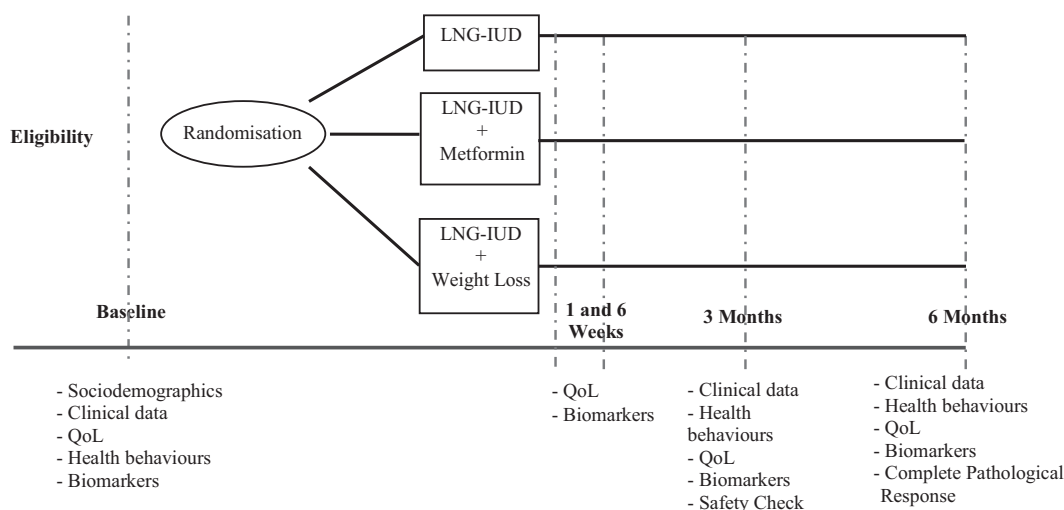 LNG-IUD
Randomisation
LNG-IUD
+
Metformin
Eligibility
LNG-IUD
+
Weight Loss
Baseline
1 and 6
Weeks
3 Months
6 Months
- Sociodemographics
- Clinical data
- QoL
- Health behaviours
- Biomarkers
- QoL
- Biomarkers
- Clinical data
- Health
behaviours
- QoL
- Biomarkers
- Safety Check
- Clinical data
- Health behaviours
- QoL
- Biomarkers
- Complete Pathological
Response